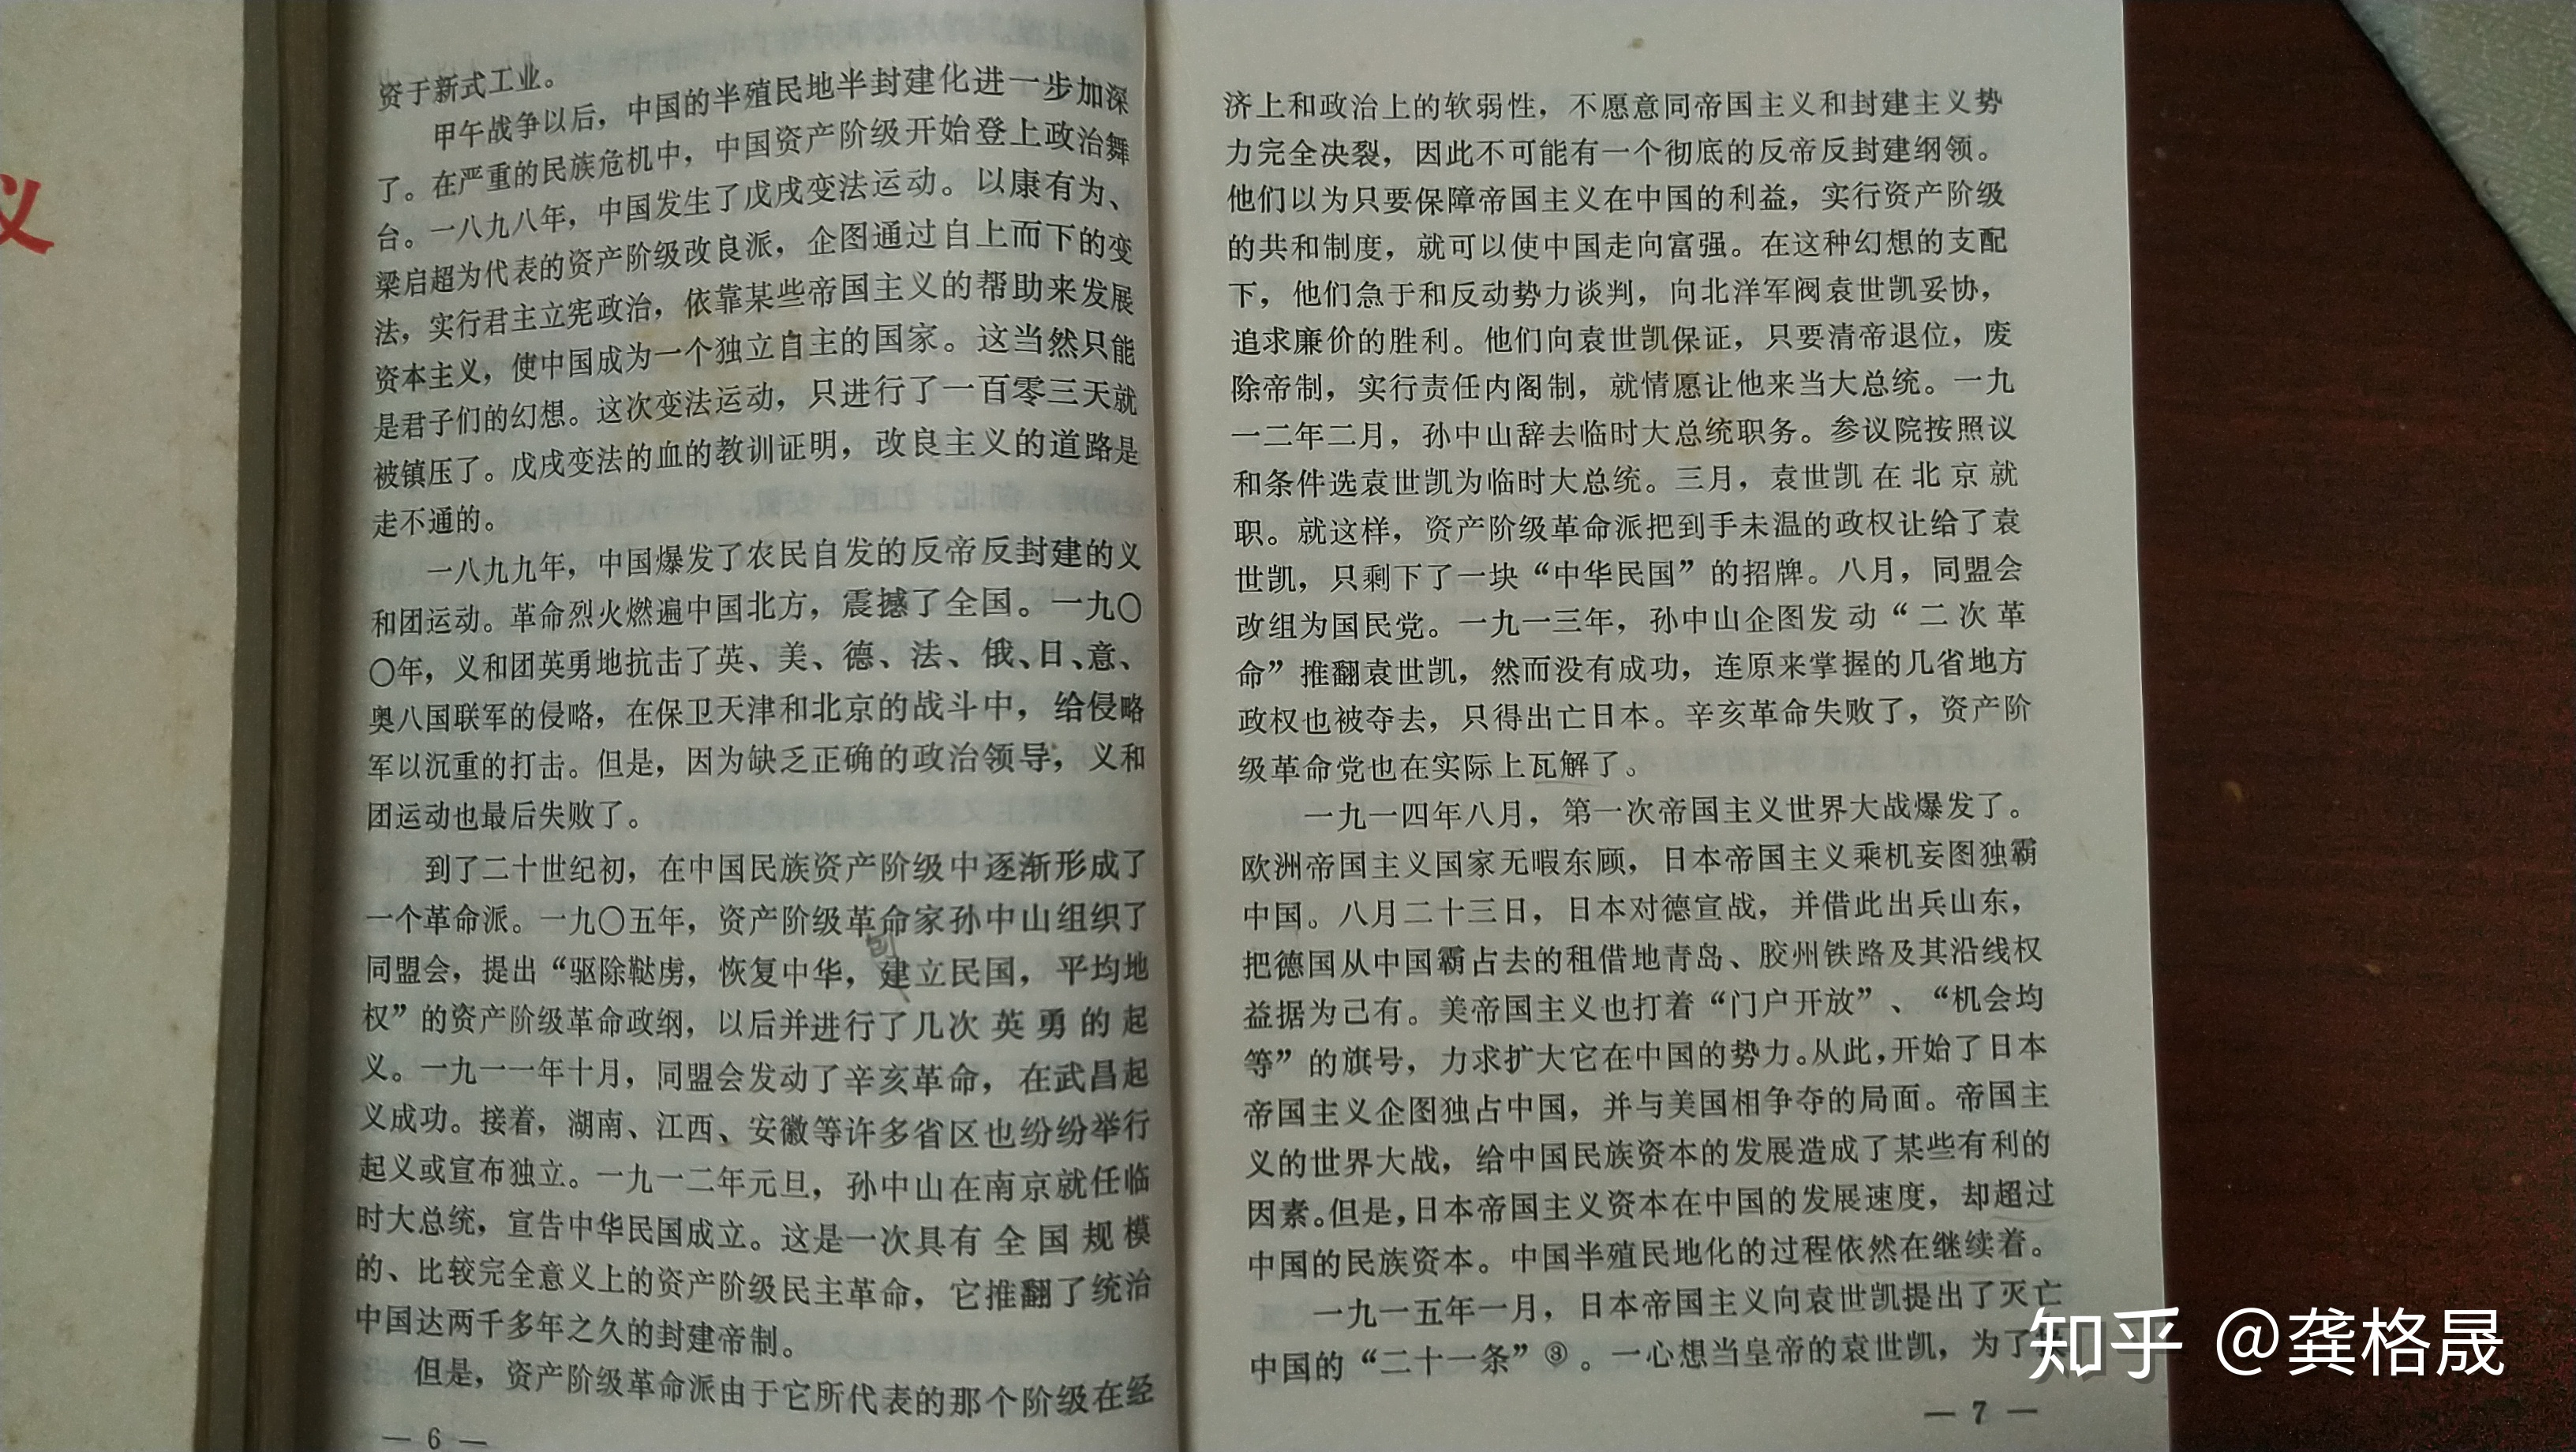 义
资于新式工业。
甲午战争以后，中国的半殖民地半封建化进一步加深
了。在严重的民族危机中，中国资产阶级开始登上政治舞
台。一八九八年，中国发生了戊戌变法运动。以康有为、
梁启超为代表的资产阶级改良派，企图通过自上而下的变
法，实行君主立宪政治，依靠某些帝国主义的帮助来发展
资本主义，使中国成为一个独立自主的国家。这当然只能
是君子们的幻想。这次变法运动，只进行了一百零三天就
被镇压了。戊戌变法的血的教训证明，改良主义的道路是
走不通的。
一八九九年，中国爆发了农民自发的反帝反封建的义
和团运动。革命烈火燃遍中国北方，震撼了全国。一九〇
〇年，义和团英勇地抗击了英、美、德、法、俄、日、意、
奥八国联军的侵略，在保卫天津和北京的战斗中，给侵略
军以沉重的打击。但是，因为缺乏正确的政治领导，义和
团运动也最后失败了。
到了二十世纪初，在中国民族资产阶级中逐渐形成了
一个革命派。一九〇五年，资产阶级革命家孙中山组织了
同盟会，提出“驱除鞑虏，恢复中华，建立民国，平均地
权”的资产阶级革命政纲，以后并进行了几次英勇的起
义。一九一一年十月，同盟会发动了辛亥革命，在武昌起
义成功。接着，湖南、江西、安徽等许多省区也纷纷举行
起义或宣布独立。一九一二年元旦，孙中山在南京就任临
时大总统，宣告中华民国成立。这是一次具有全国规模
的、比较完全意义上的资产阶级民主革命，它推翻了统治
中国达两千多年之久的封建帝制。
但是，资产阶级革命派由于它所代表的那个阶级在经
— 6 —
济上和政治上的软弱性，不愿意同帝国主义和封建主义势
力完全决裂，因此不可能有一个彻底的反帝反封建纲领。
他们以为只要保障帝国主义在中国的利益，实行资产阶级
的共和制度，就可以使中国走向富强。在这种幻想的支配
下，他们急于和反动势力谈判，向北洋军阀袁世凯妥协，
追求廉价的胜利。他们向袁世凯保证，只要清帝退位，废
除帝制，实行责任内阁制，就情愿让他来当大总统。一九
一二年二月，孙中山辞去临时大总统职务。参议院按照议
和条件选袁世凯为临时大总统。三月，袁世凯在北京就
职。就这样，资产阶级革命派把到手未温的政权让给了袁
世凯，只剩下了一块“中华民国”的招牌。八月，同盟会
改组为国民党。一九一三年，孙中山企图发动“二次革
命”推翻袁世凯，然而没有成功，连原来掌握的几省地方
政权也被夺去，只得出亡日本。辛亥革命失败了，资产阶
级革命党也在实际上瓦解了。
一九一四年八月，第一次帝国主义世界大战爆发了。
欧洲帝国主义国家无暇东顾，日本帝国主义乘机妄图独霸
中国。八月二十三日，日本对德宣战，并借此出兵山东，
把德国从中国霸占去的租借地青岛、胶州铁路及其沿线权
益据为己有。美帝国主义也打着“门户开放”、“机会均
等”的旗号，力求扩大它在中国的势力。从此，开始了日本
帝国主义企图独占中国，并与美国相争夺的局面。帝国主
义的世界大战，给中国民族资本的发展造成了某些有利的
因素。但是，日本帝国主义资本在中国的发展速度，却超过
中国的民族资本。中国半殖民地化的过程依然在继续着。
一九一五年一月，日本帝国主义向袁世凯提出了灭亡
中国的“二十一条”③。一心想当皇帝的袁世凯，为了
— 7 —
知乎 @龚格晟